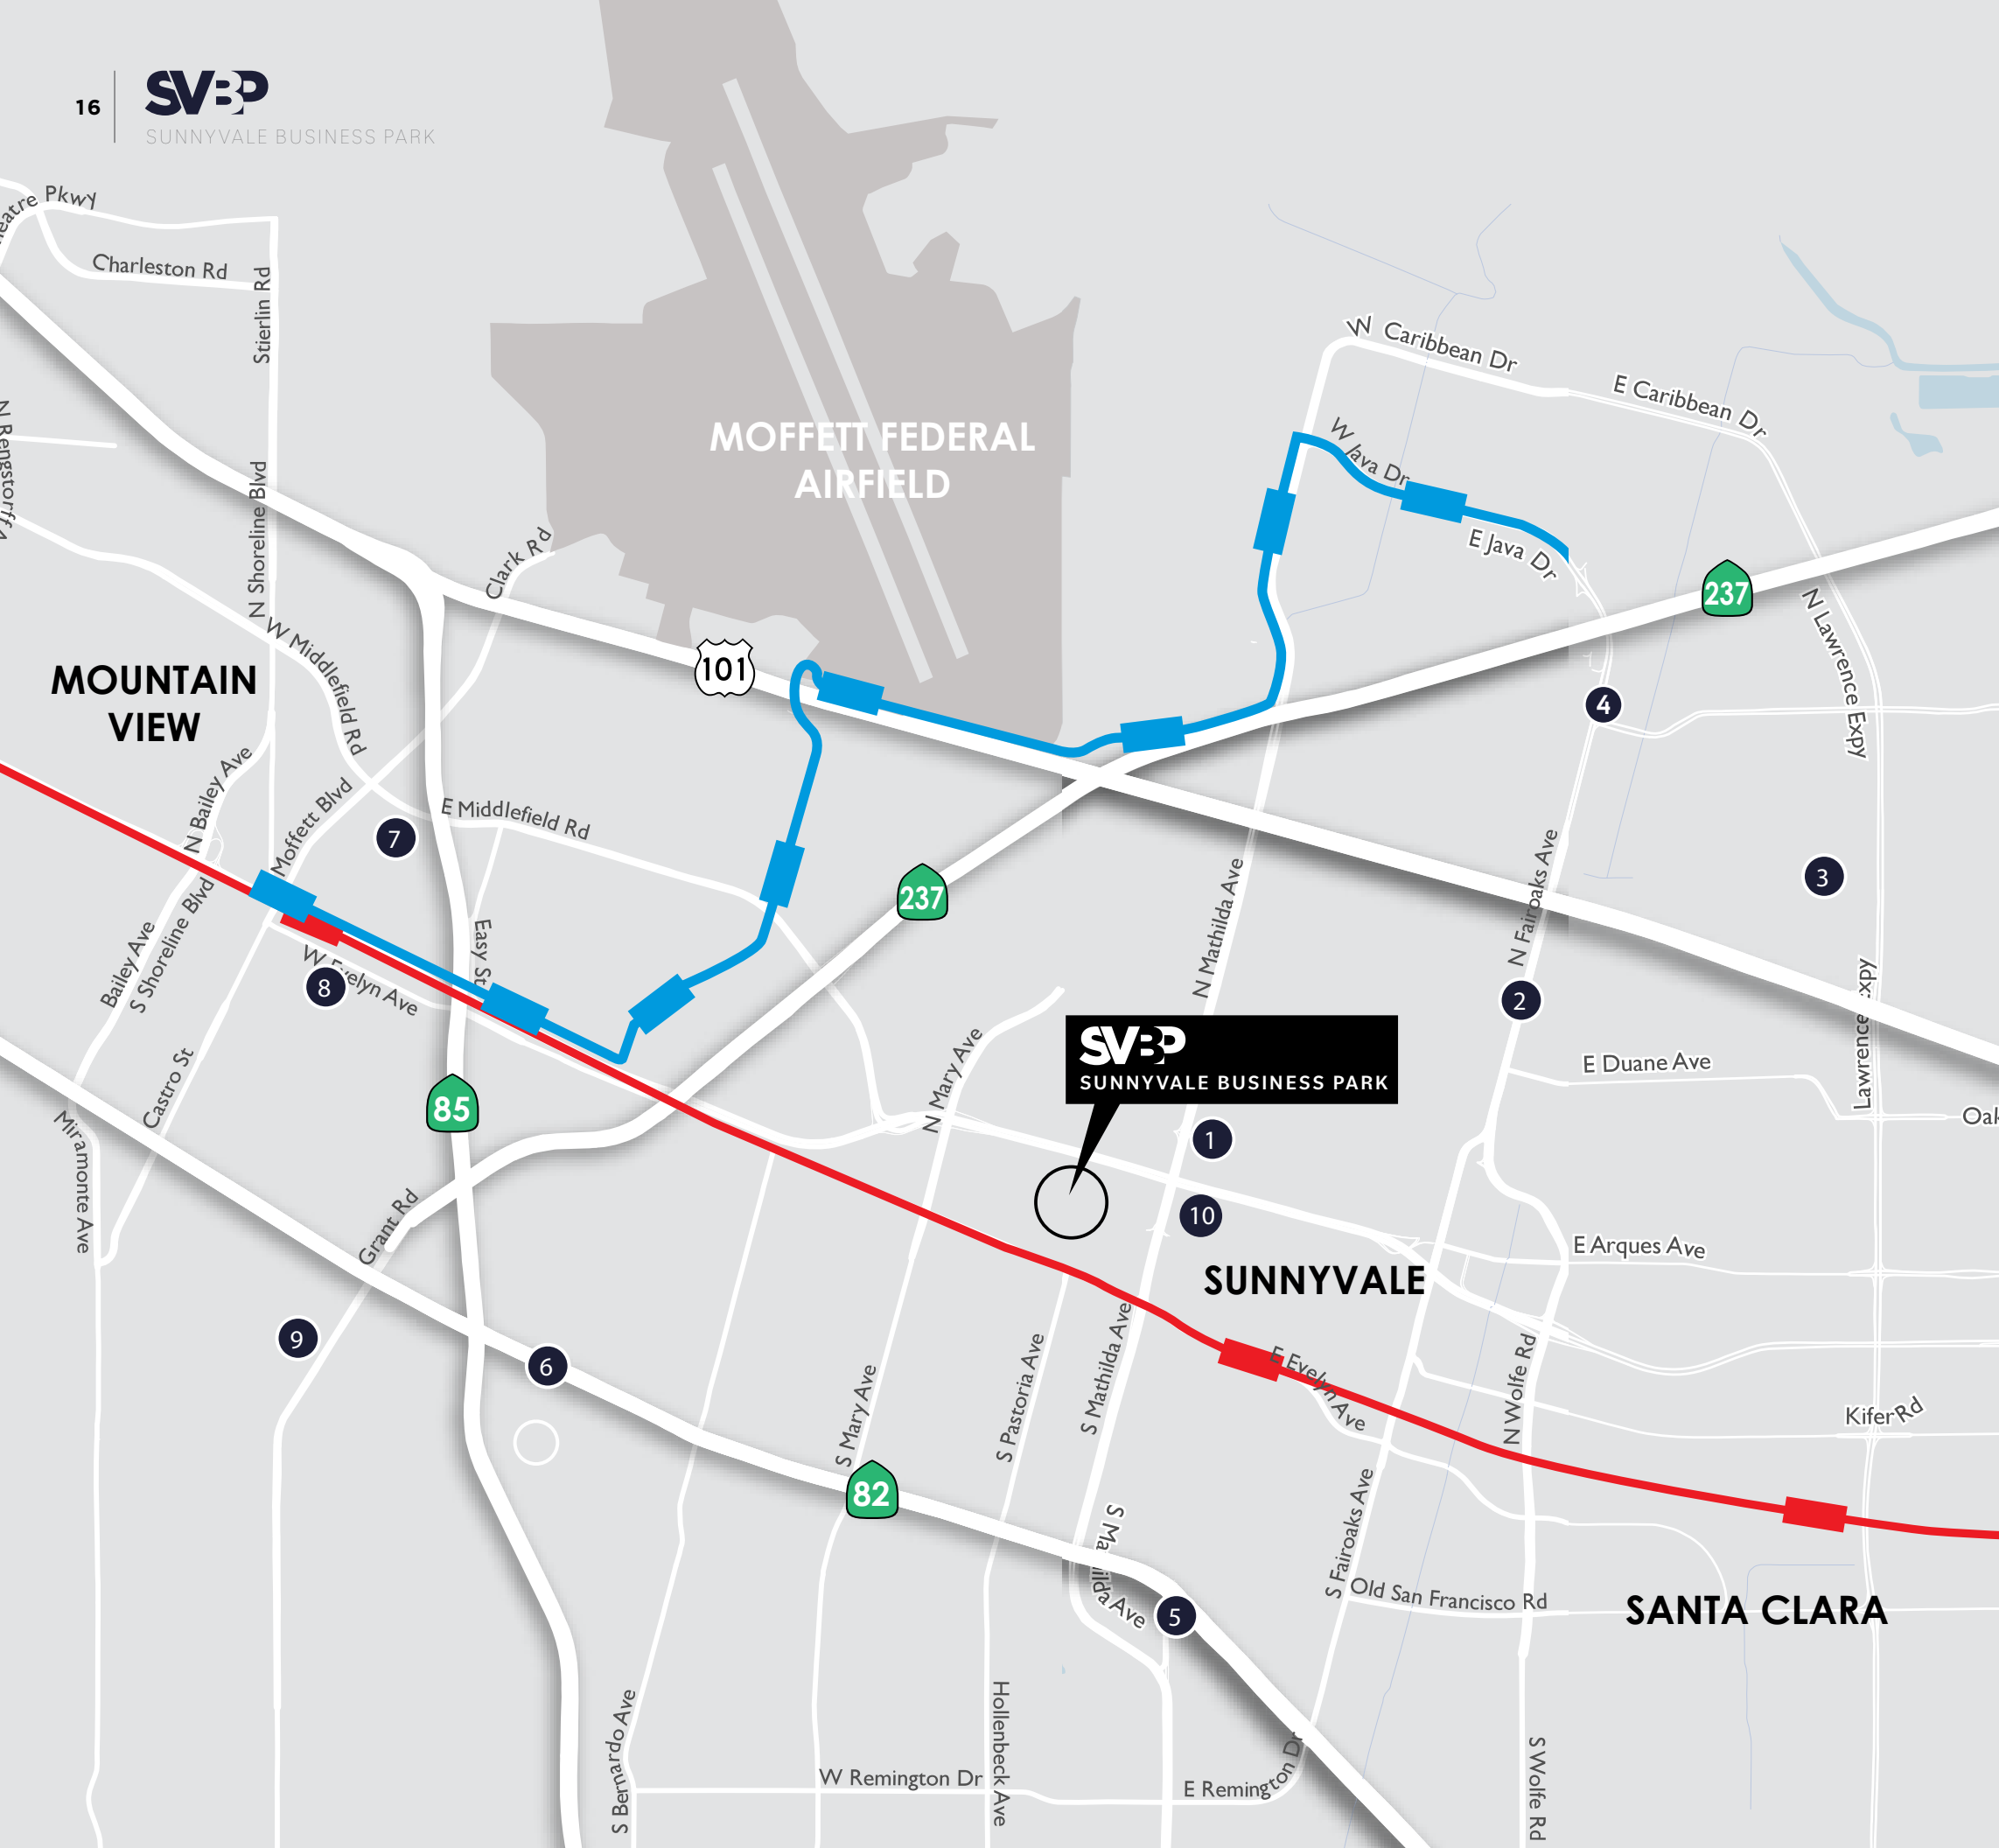 16
SVBP
SUNNYVALE BUSINESS PARK
Pkwy
Charleston Rd
Stierlin Rd
W Caribbean Dr
E Caribbean Dr
MOFFETT FEDERAL
AIRFIELD
W Java Dr
E Java Dr
N Shoreline Blvd
Clark Rd
237
N Lawrence Expy
101
W Middlefield Rd
MOUNTAIN
VIEW
4
N Bailey Ave
Moffett Blvd
7
E Middlefield Rd
237
N Mathilda Ave
N Fairoaks Ave
3
Bailey Ave
S Shoreline Blvd
W Evelyn Ave
8
Easy St
2
Lawrence Expy
SVBP
SUNNYVALE BUSINESS PARK
N Mary Ave
E Duane Ave
Castro St
85
Miramonte Ave
1
10
Grant Rd
E Arques Ave
SUNNYVALE
9
6
E Evelyn Ave
S Mary Ave
S Pastoria Ave
S Mathilda Ave
N Wolfe Rd
Kifer Rd
82
S Fairoaks Ave
S Mathilda Ave
5
Old San Francisco Rd
SANTA CLARA
S Bernardo Ave
W Remington Dr
Hollenbeck Ave
E Remington Dr
S Wolfe Rd